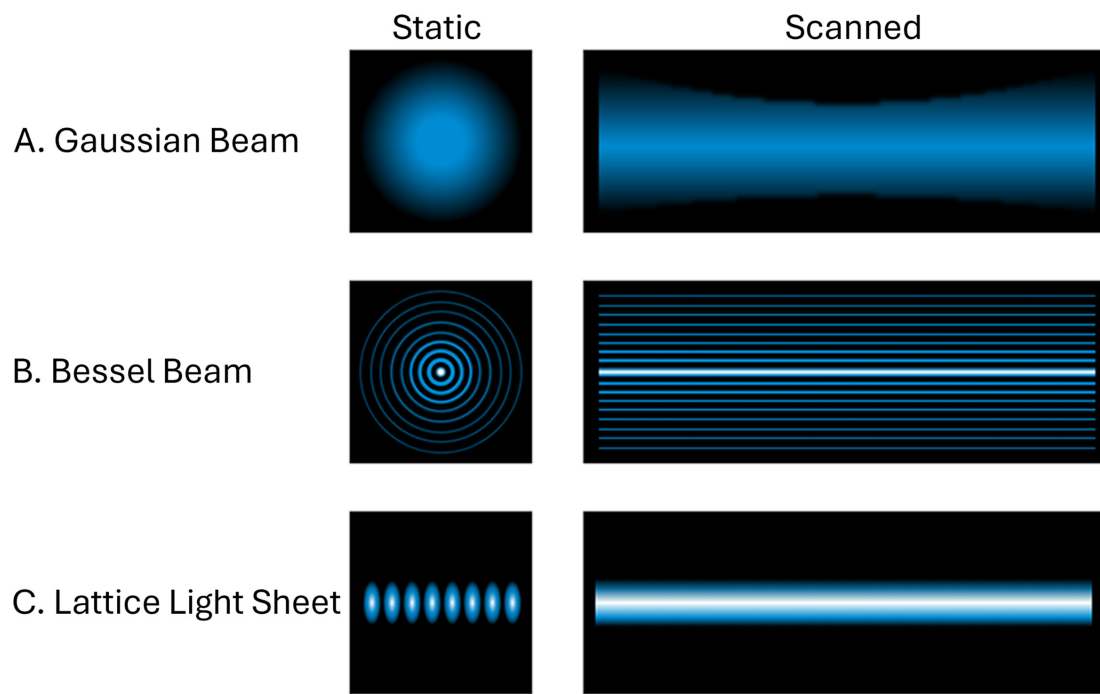 Static
Scanned
A. Gaussian Beam
B. Bessel Beam
C. Lattice Light Sheet